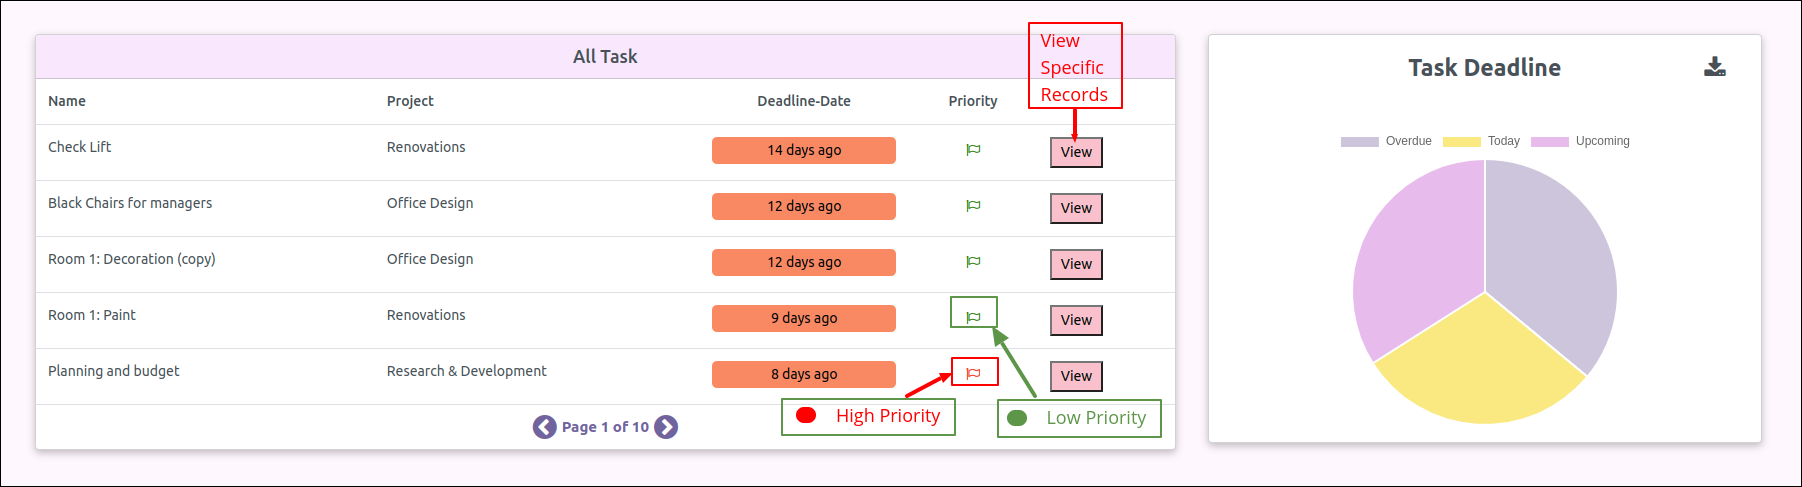 All Task
View
Specific
Records
Name Project Deadline-Date Priority
Check Lift Renovations 14 days ago View
Black Chairs for managers Office Design 12 days ago View
Room 1: Decoration (copy) Office Design 12 days ago View
Room 1: Paint Renovations 9 days ago View
Planning and budget Research & Development 8 days ago View
High Priority
Low Priority
Page 1 of 10
Task Deadline
Overdue Today Upcoming